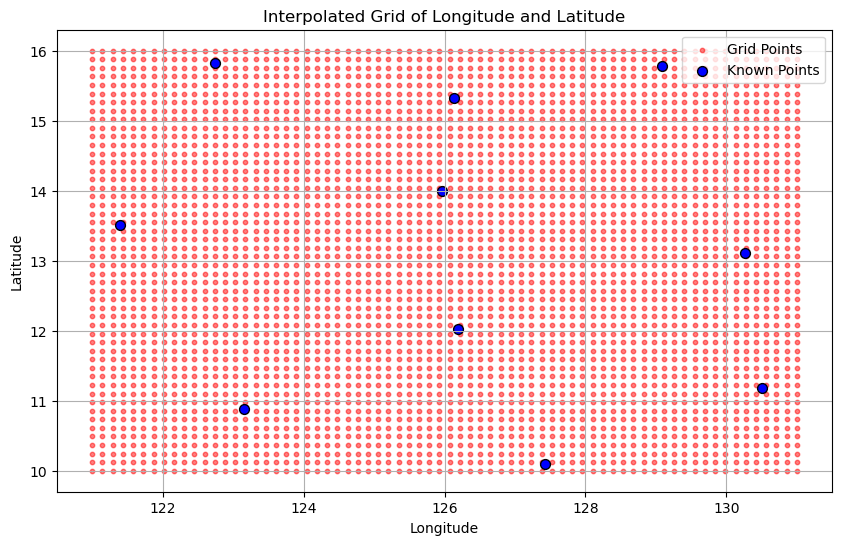 Interpolated Grid of Longitude and Latitude
Grid Points
Known Points
16
15
14
13
12
11
10
Latitude
122
124
126
128
130
Longitude